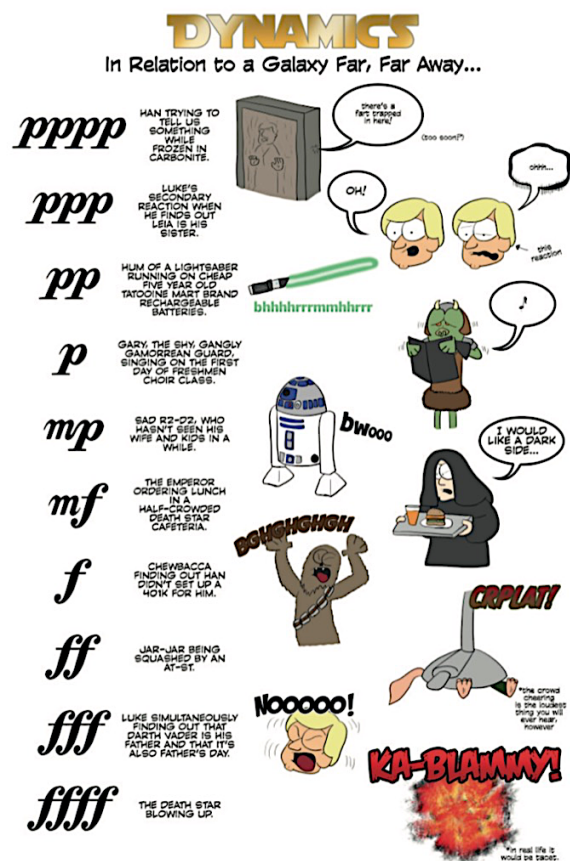 DYNAMICS
In Relation to a Galaxy Far, Far Away...
pppp
HAN TRYING TO
TELL US
SOMETHING
WHILE
FROZEN IN
CARBONITE.
there's a
fart trapped
in here!
(too soon?)
ppp
LUKE'S
SECONDARY
REACTION WHEN
HE FINDS OUT
LEIA IS HIS
SISTER.
OH!
ohh...
this
reaction
pp
HUM OF A LIGHTSABER
RUNNING ON CHEAP
FIVE YEAR OLD
TATOOINE MART BRAND
RECHARGEABLE
BATTERIES.
bhhhhrrrmmhhrrr
p
GARY, THE SHY, GANGLY
GAMORREAN GUARD,
SINGING ON THE FIRST
DAY OF FRESHMEN
CHOIR CLASS.
♪
mp
SAD R2-D2, WHO
HASN'T SEEN HIS
WIFE AND KIDS IN A
WHILE.
bwooo
mf
THE EMPEROR
ORDERING LUNCH
IN A
HALF-CROWDED
DEATH STAR
CAFETERIA.
I WOULD
LIKE A DARK
SIDE...
f
CHEWBACCA
FINDING OUT HAN
DIDN'T SET UP A
401K FOR HIM.
BGHGHGHGH
ff
JAR-JAR BEING
SQUASHED BY AN
AT-ST.
CRPLAT!
*the crowd
cheering
is the loudest
thing you will
ever hear,
however
fff
LUKE SIMULTANEOUSLY
FINDING OUT THAT
DARTH VADER IS HIS
FATHER AND THAT IT'S
ALSO FATHER'S DAY.
NOOOOO!
ffff
THE DEATH STAR
BLOWING UP.
KA-BLAMMY!
*in real life it
would be tacet.